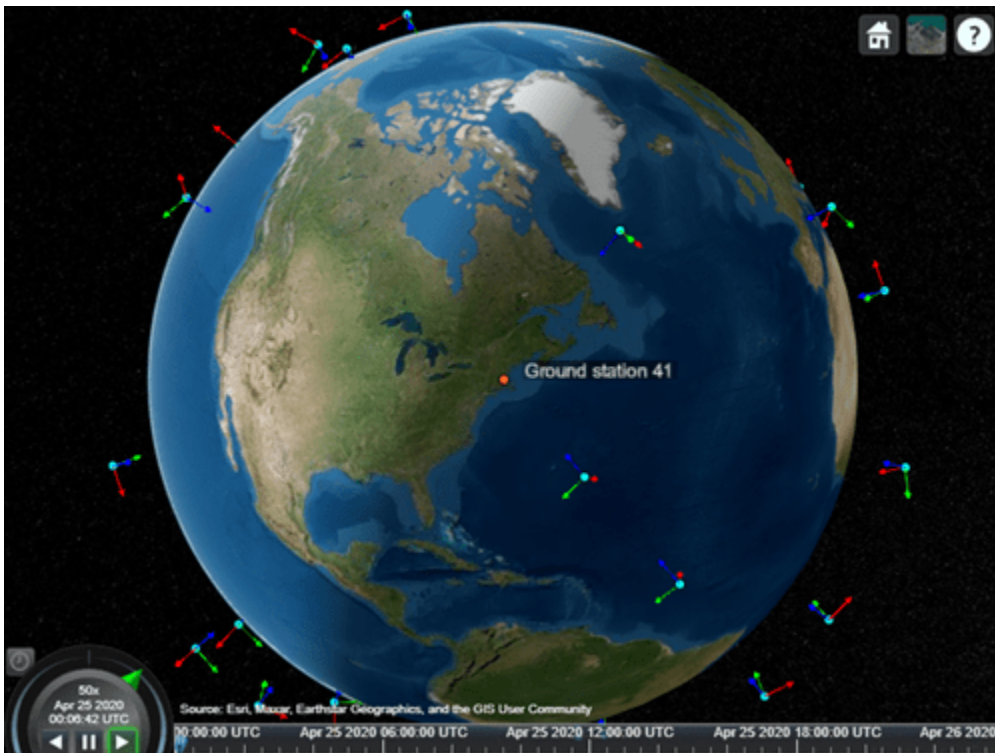 ?
Ground station 41
50x
Apr 25 2020
00:06:42 UTC
Source: Esri, Maxar, Earthstar Geographics, and the GIS User Community
00:00:00 UTC Apr 25 2020 06:00:00 UTC Apr 25 2020 12:00:00 UTC Apr 25 2020 18:00:00 UTC Apr 26 2020